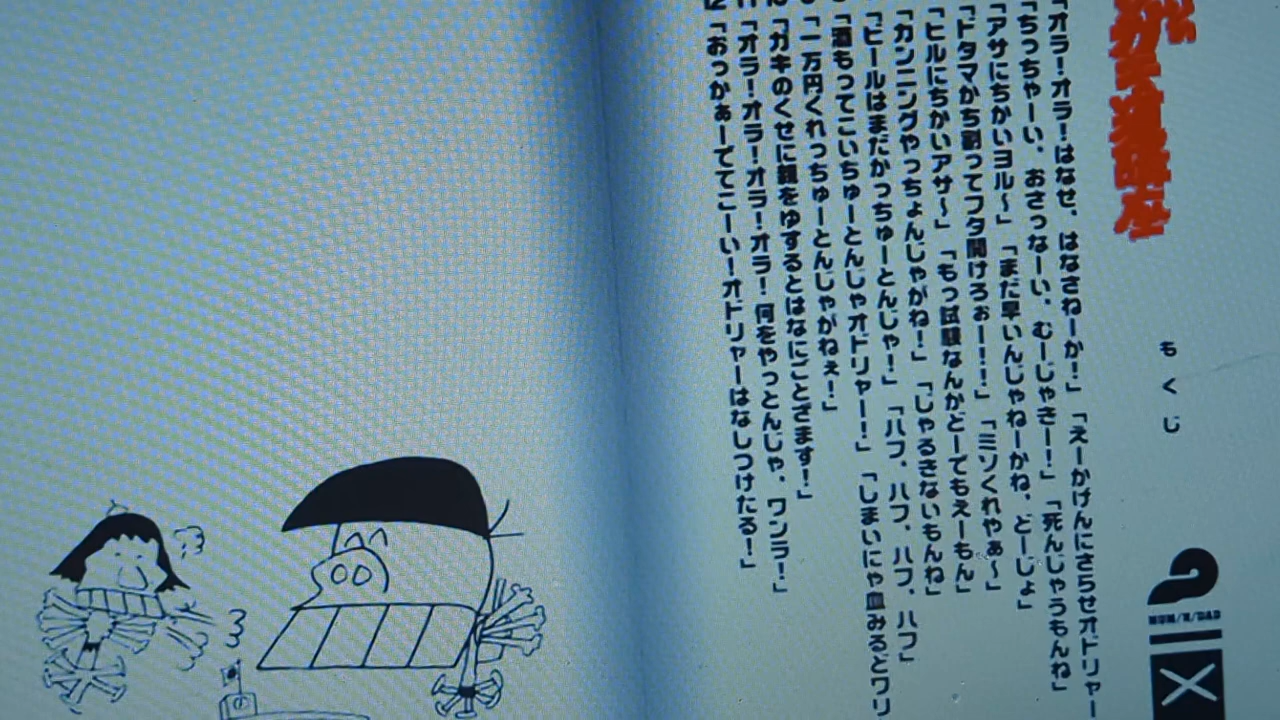 もくじ
「オラ！オラ！はなせ、はなさねーか！」「えーかげんにさらせオドリャー
「ちっちゃーい、おさっなーい、むーじゃきー！」「死んじゃうもんね」
「アサにちかいヨル〜」「まだ早いんじゃねーかね、どーじょ」
「ドタマかち割ってフタ開けろぉー！！」「ミソくれやぁ〜」
「ヒルにちかいアサ〜」「もっ試験なんかどーでもえーもん」
「カンニングやっちょんじゃがね！」「しゃるきないもんね」
「ビールはまだかっちゅーとんじゃ！」「ハフ、ハフ、ハフ、ハフ」
「酒もってこいちゅーとんじゃオドリャー！」「しまいにゃ血みるとワリ
「一万円くれっちゅーとんじゃがねぇ！」
「ガキのくせに親をゆするとはなにごとざます！」
「オラ！オラ！オラ！オラ！何をやっとんじゃ、ワンラ！」
12「おっかぁーててこーい！オドリャーはなしつけたる！」
MUM/X/DAD